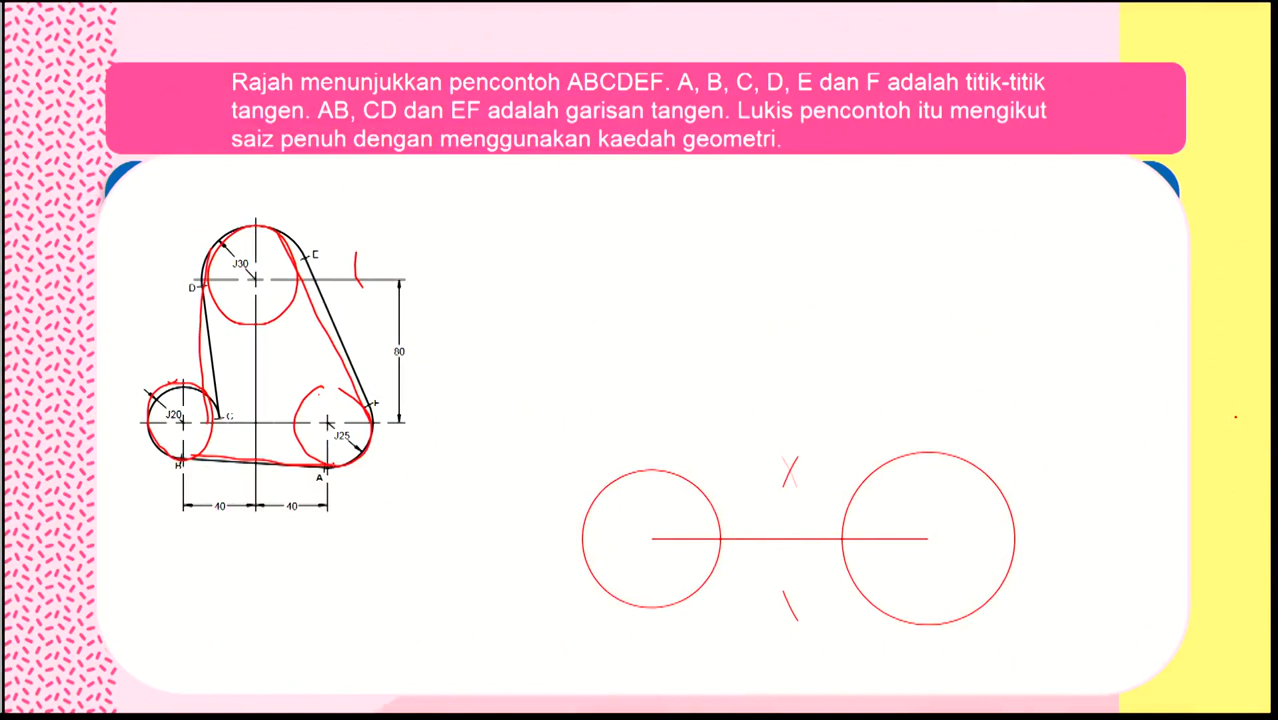 Rajah menunjukkan pencontoh ABCDEF. A, B, C, D, E dan F adalah titik-titik
tangen. AB, CD dan EF adalah garisan tangen. Lukis pencontoh itu mengikut
saiz penuh dengan menggunakan kaedah geometri.
E
J30
D
80
F
J20
C
J25
B
A
40
40